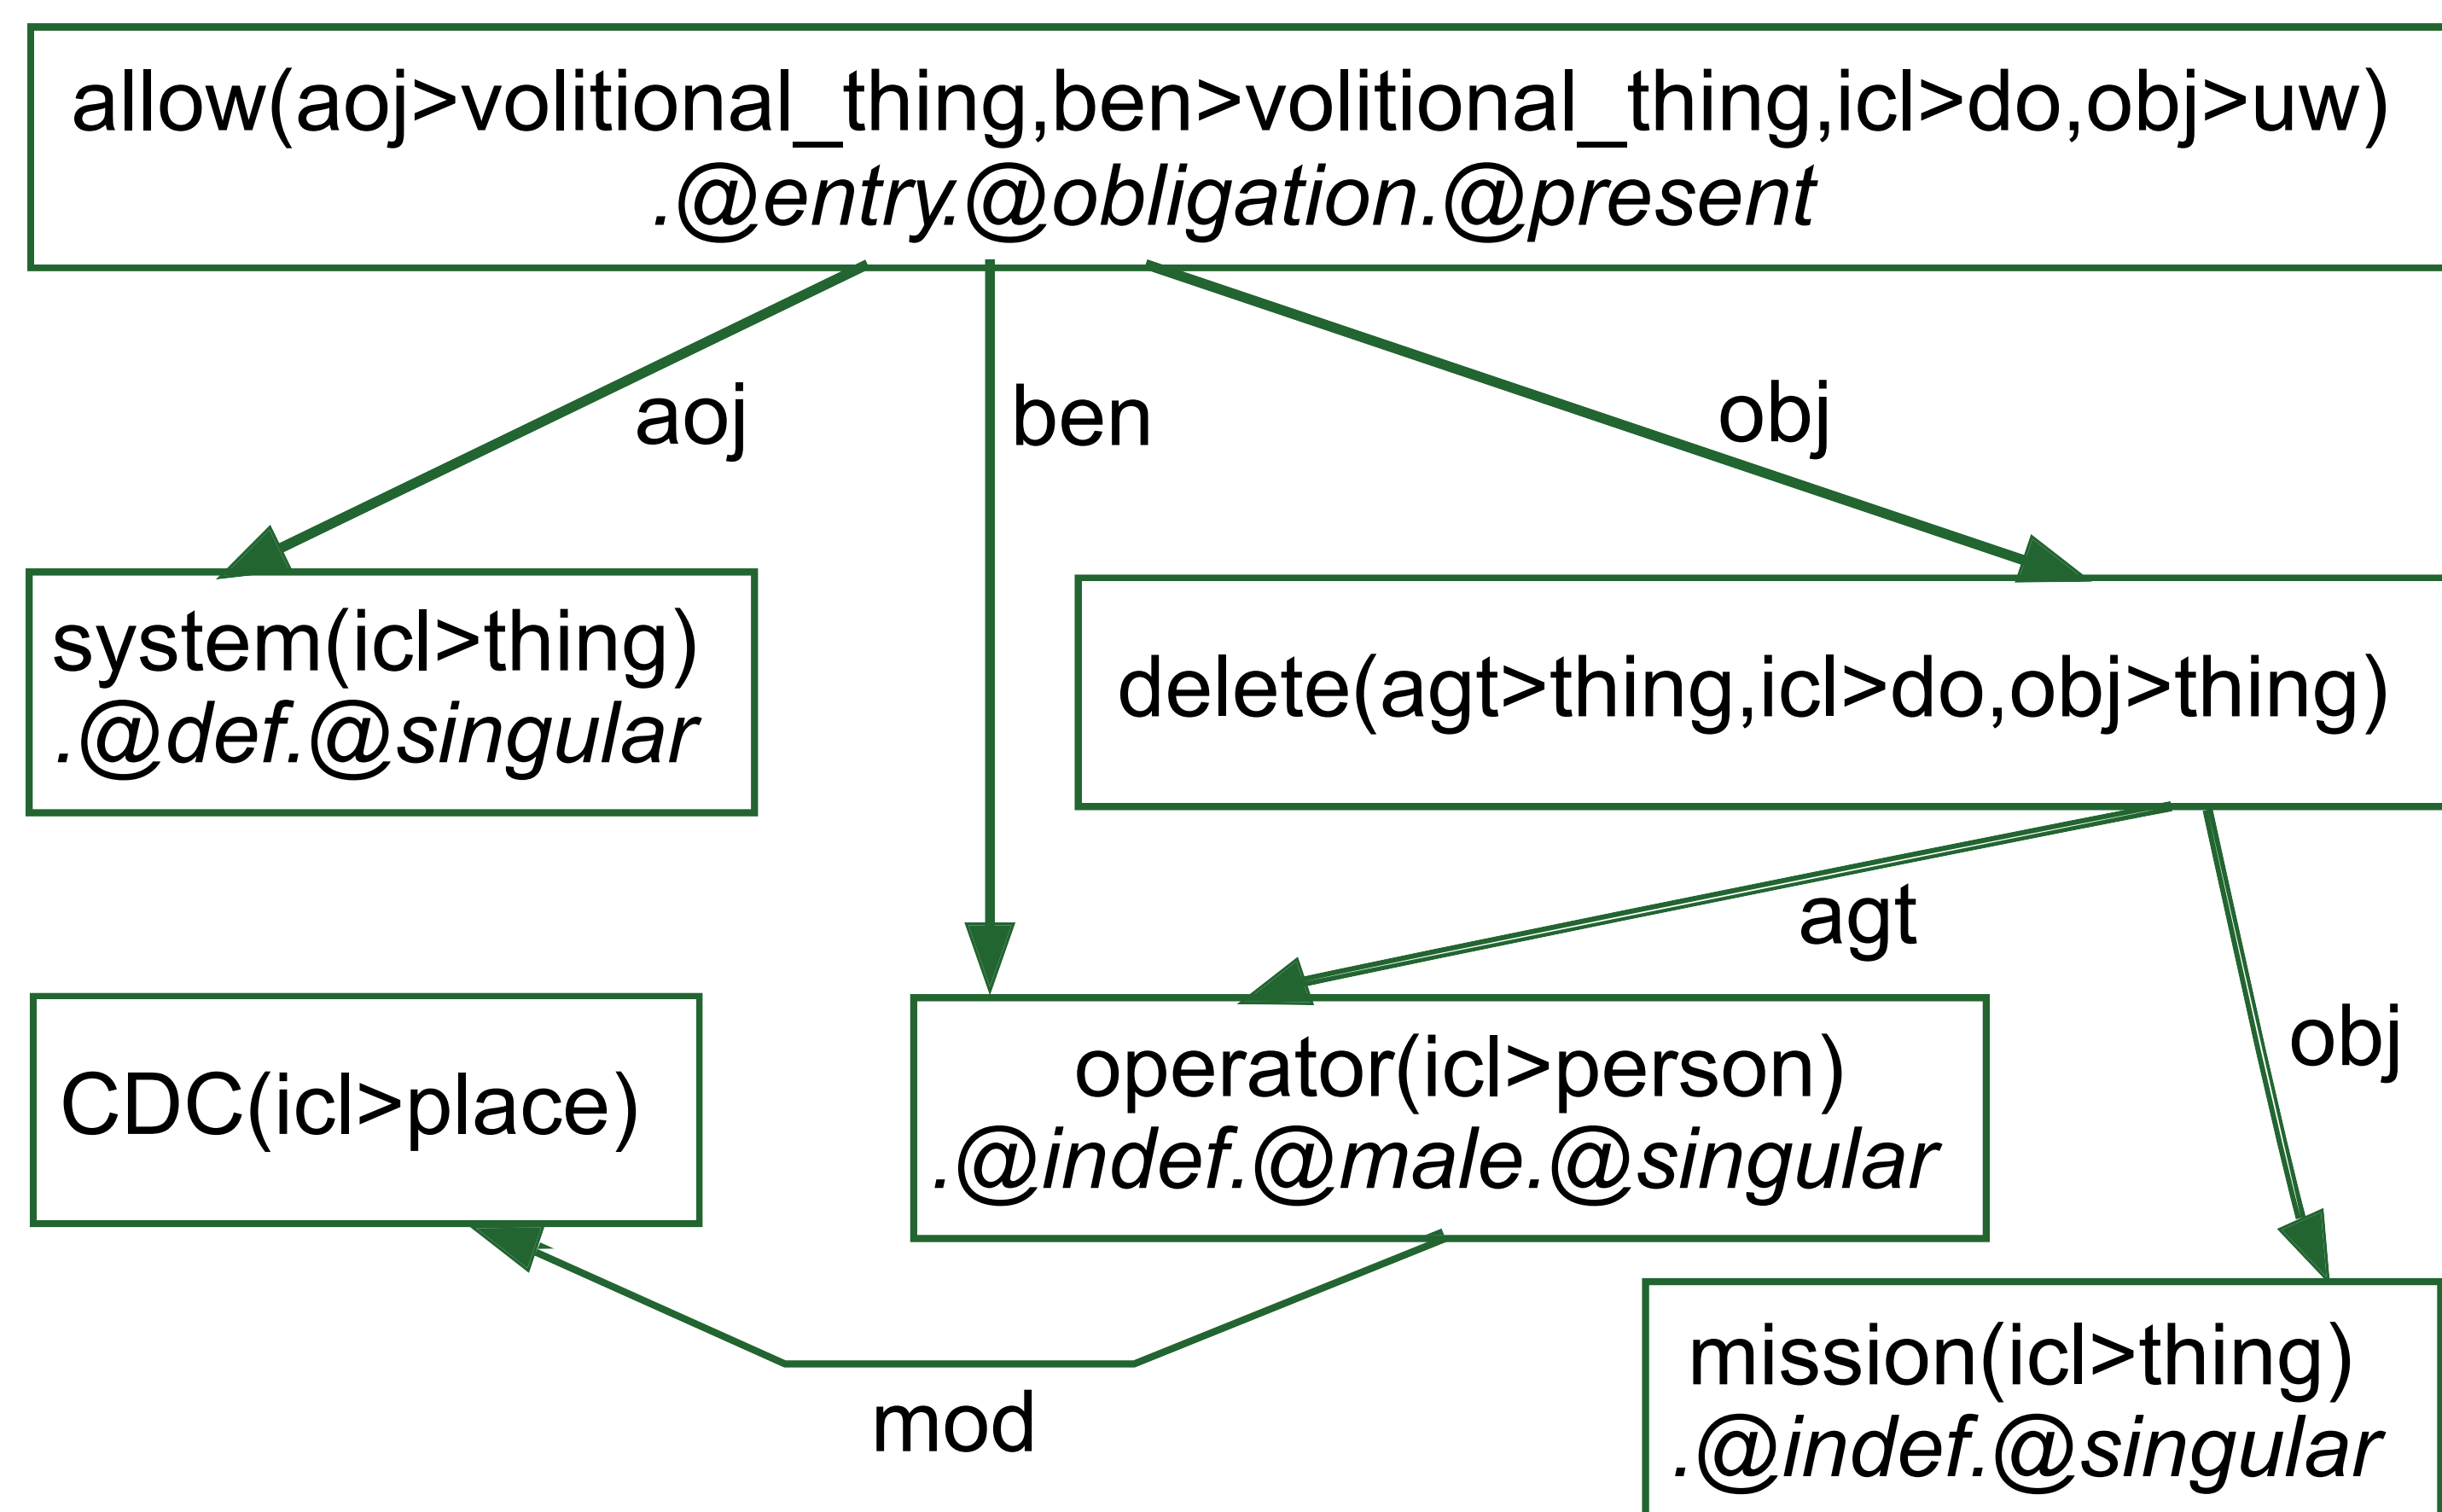 allow(aoj>volitional_thing,ben>volitional_thing,icl>do,obj>uw)
.@entry.@obligation.@present
aoj
ben
obj
system(icl>thing)
.@def.@singular
delete(agt>thing,icl>do,obj>thing)
agt
obj
CDC(icl>place)
operator(icl>person)
.@indef.@male.@singular
mod
mission(icl>thing)
.@indef.@singular